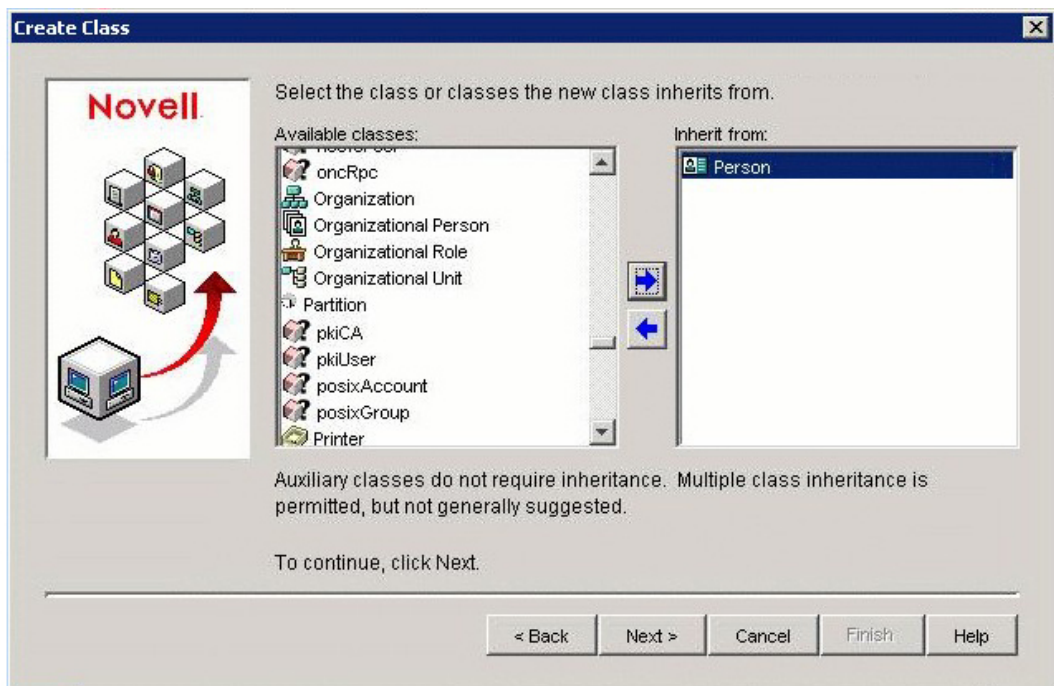 Create Class
Novell
Select the class or classes the new class inherits from.
Available classes:
oncRpc
Organization
Organizational Person
Organizational Role
Organizational Unit
Partition
pkiCA
pkiUser
posixAccount
posixGroup
Printer
Inherit from:
Person
Auxiliary classes do not require inheritance. Multiple class inheritance is
permitted, but not generally suggested.
To continue, click Next.
< Back
Next >
Cancel
Finish
Help